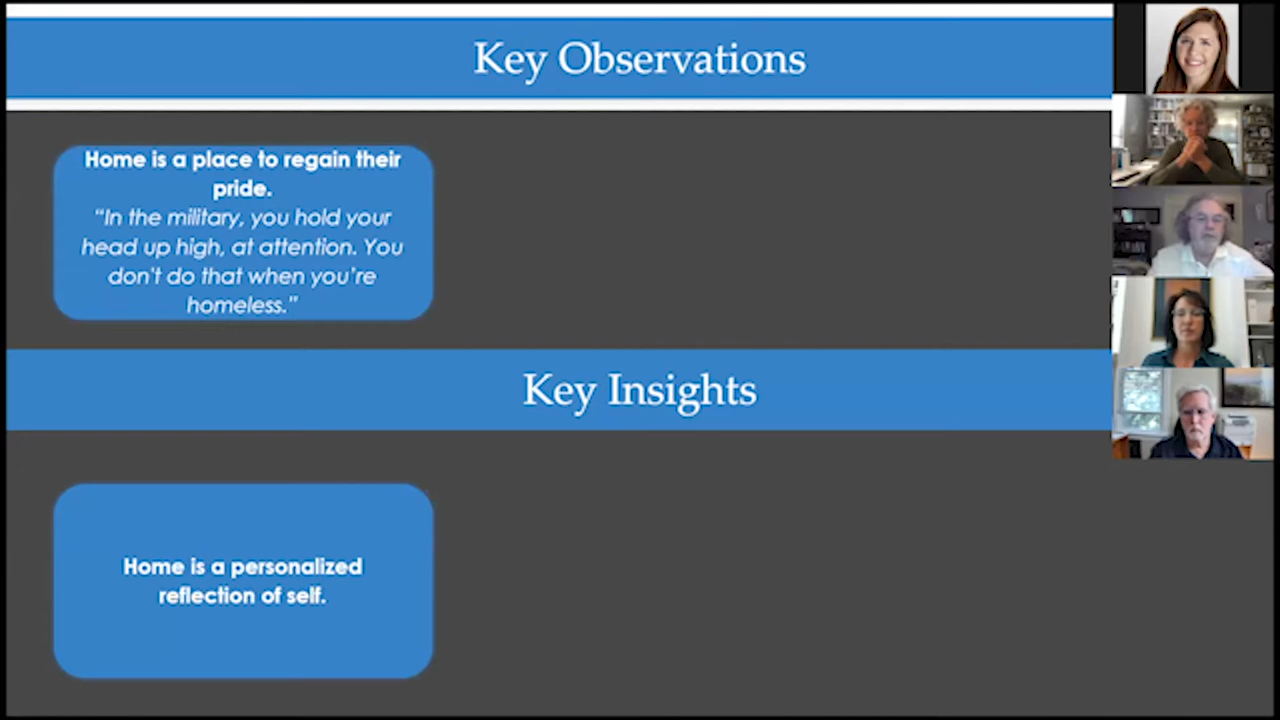 Key Observations
Home is a place to regain their
pride.
“In the military, you hold your
head up high, at attention. You
don't do that when you’re
homeless.”
Key Insights
Home is a personalized
reflection of self.